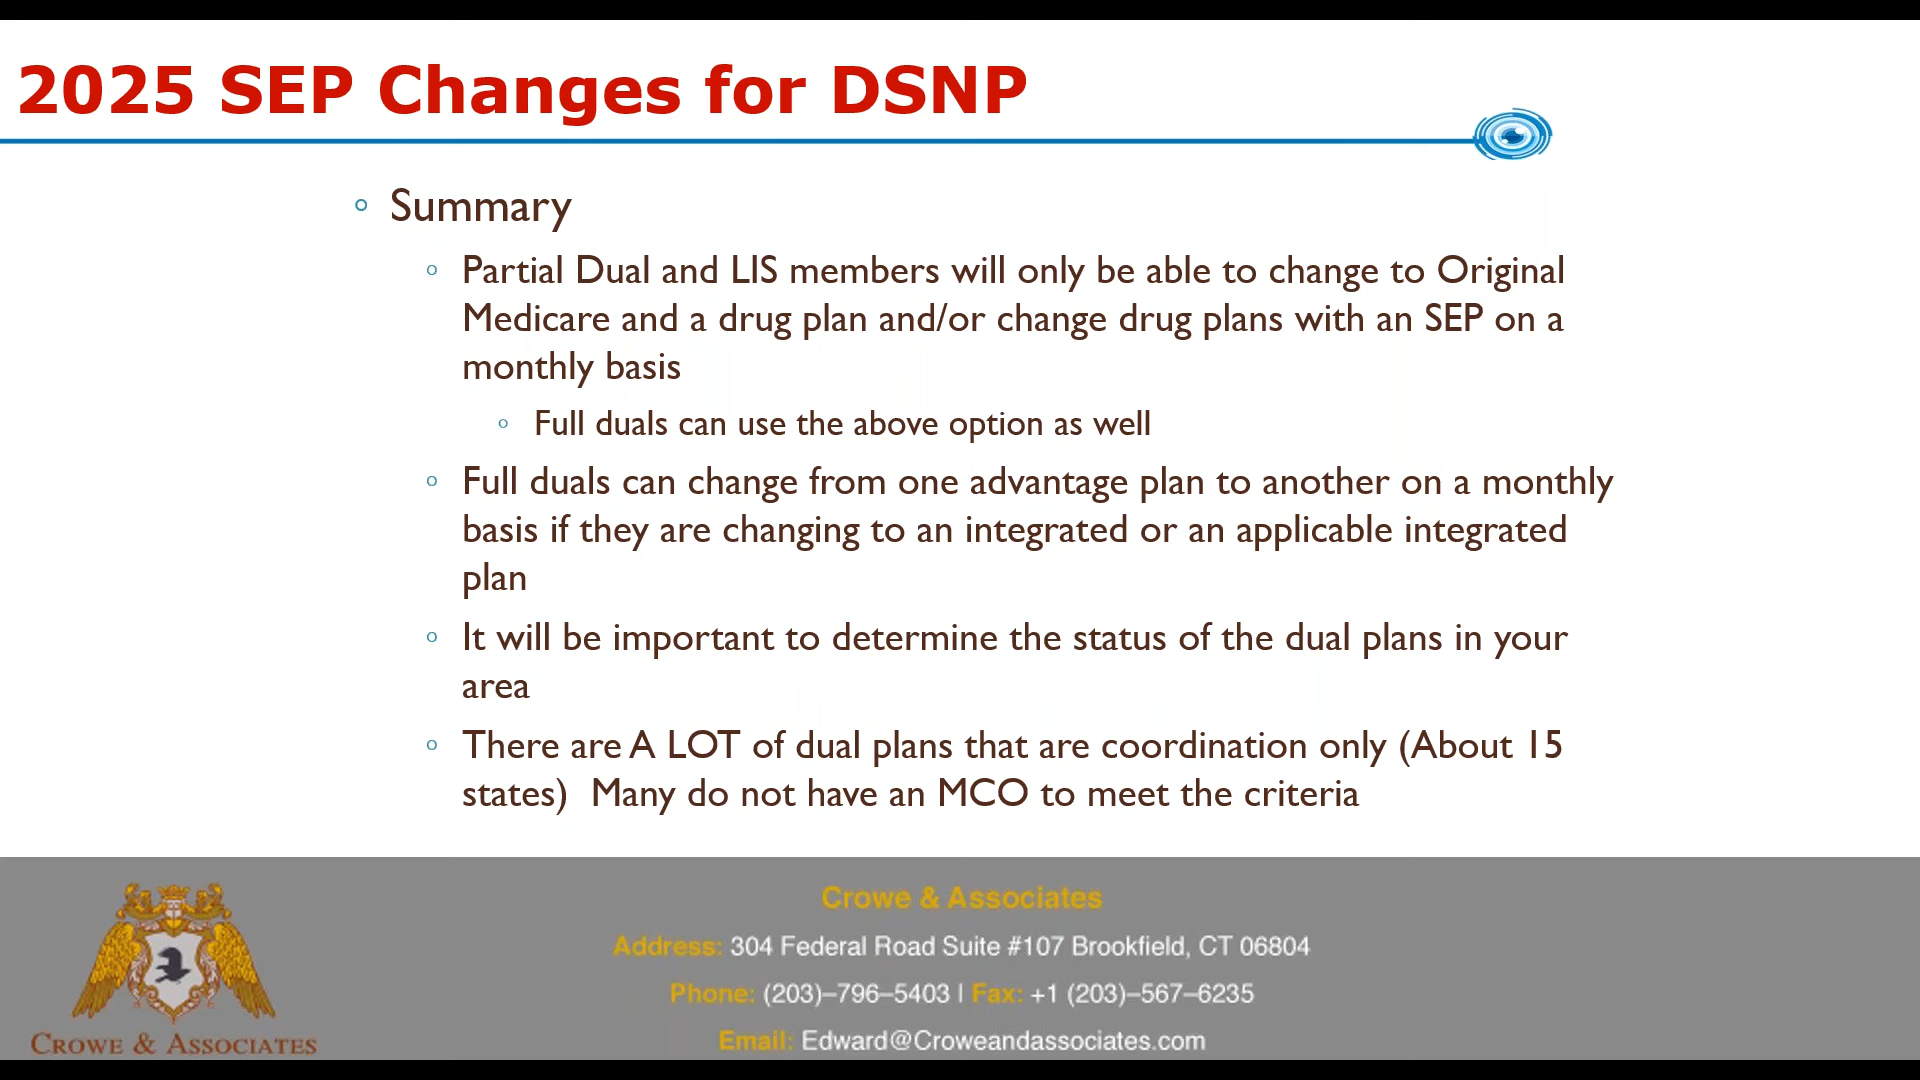 2025 SEP Changes for DSNP
Summary
Partial Dual and LIS members will only be able to change to Original
Medicare and a drug plan and/or change drug plans with an SEP on a
monthly basis
Full duals can use the above option as well
Full duals can change from one advantage plan to another on a monthly
basis if they are changing to an integrated or an applicable integrated
plan
It will be important to determine the status of the dual plans in your
area
There are A LOT of dual plans that are coordination only (About 15
states)  Many do not have an MCO to meet the criteria
Crowe & Associates
Address: 304 Federal Road Suite #107 Brookfield, CT 06804
Phone: (203)–796–5403 | Fax: +1 (203)–567–6235
Email: Edward@Croweandassociates.com
CROWE & ASSOCIATES